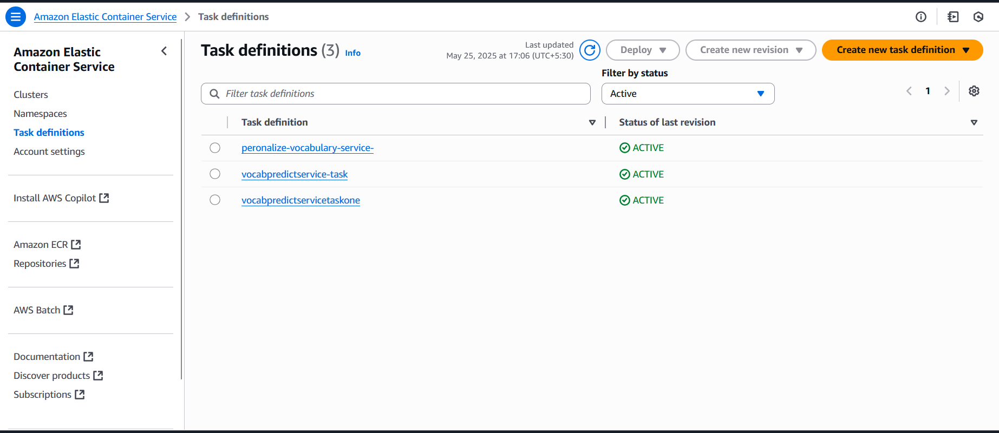 Amazon Elastic Container Service > Task definitions
Amazon Elastic
Container Service
Clusters
Namespaces
Task definitions
Account settings
Install AWS Copilot
Amazon ECR
Repositories
AWS Batch
Documentation
Discover products
Subscriptions
Task definitions (3) Info
Last updated
May 25, 2025 at 17:06 (UTC+5:30)
Deploy
Create new revision
Create new task definition
Filter by status
Filter task definitions
Active
1
Task definition Status of last revision
peronalize-vocabulary-service- ACTIVE
vocabpredictservice-task ACTIVE
vocabpredictservicetaskone ACTIVE